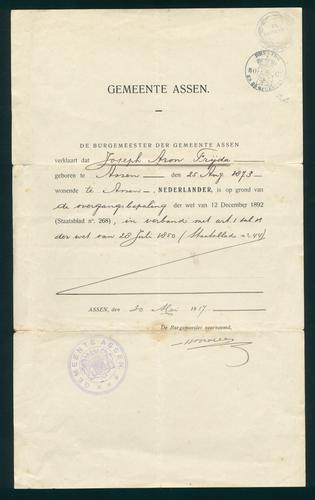 GEMEENTE ASSEN.
DE BURGEMEESTER DER GEMEENTE ASSEN
verklaart dat Joseph Aron Frijda
geboren te Assen den 25 Aug. 1873
wonende te Assen, NEDERLANDER, is op grond van
de overgangsbepaling der wet van 12 December 1892
(Staatsblad nº. 268), in verband met art. 1 der
wet van 28 Juli 1850 (Staatsblad nº 44)
ASSEN, den 30 Mei 1917
De Burgemeester voornoemd,
GEMEENTE ASSEN